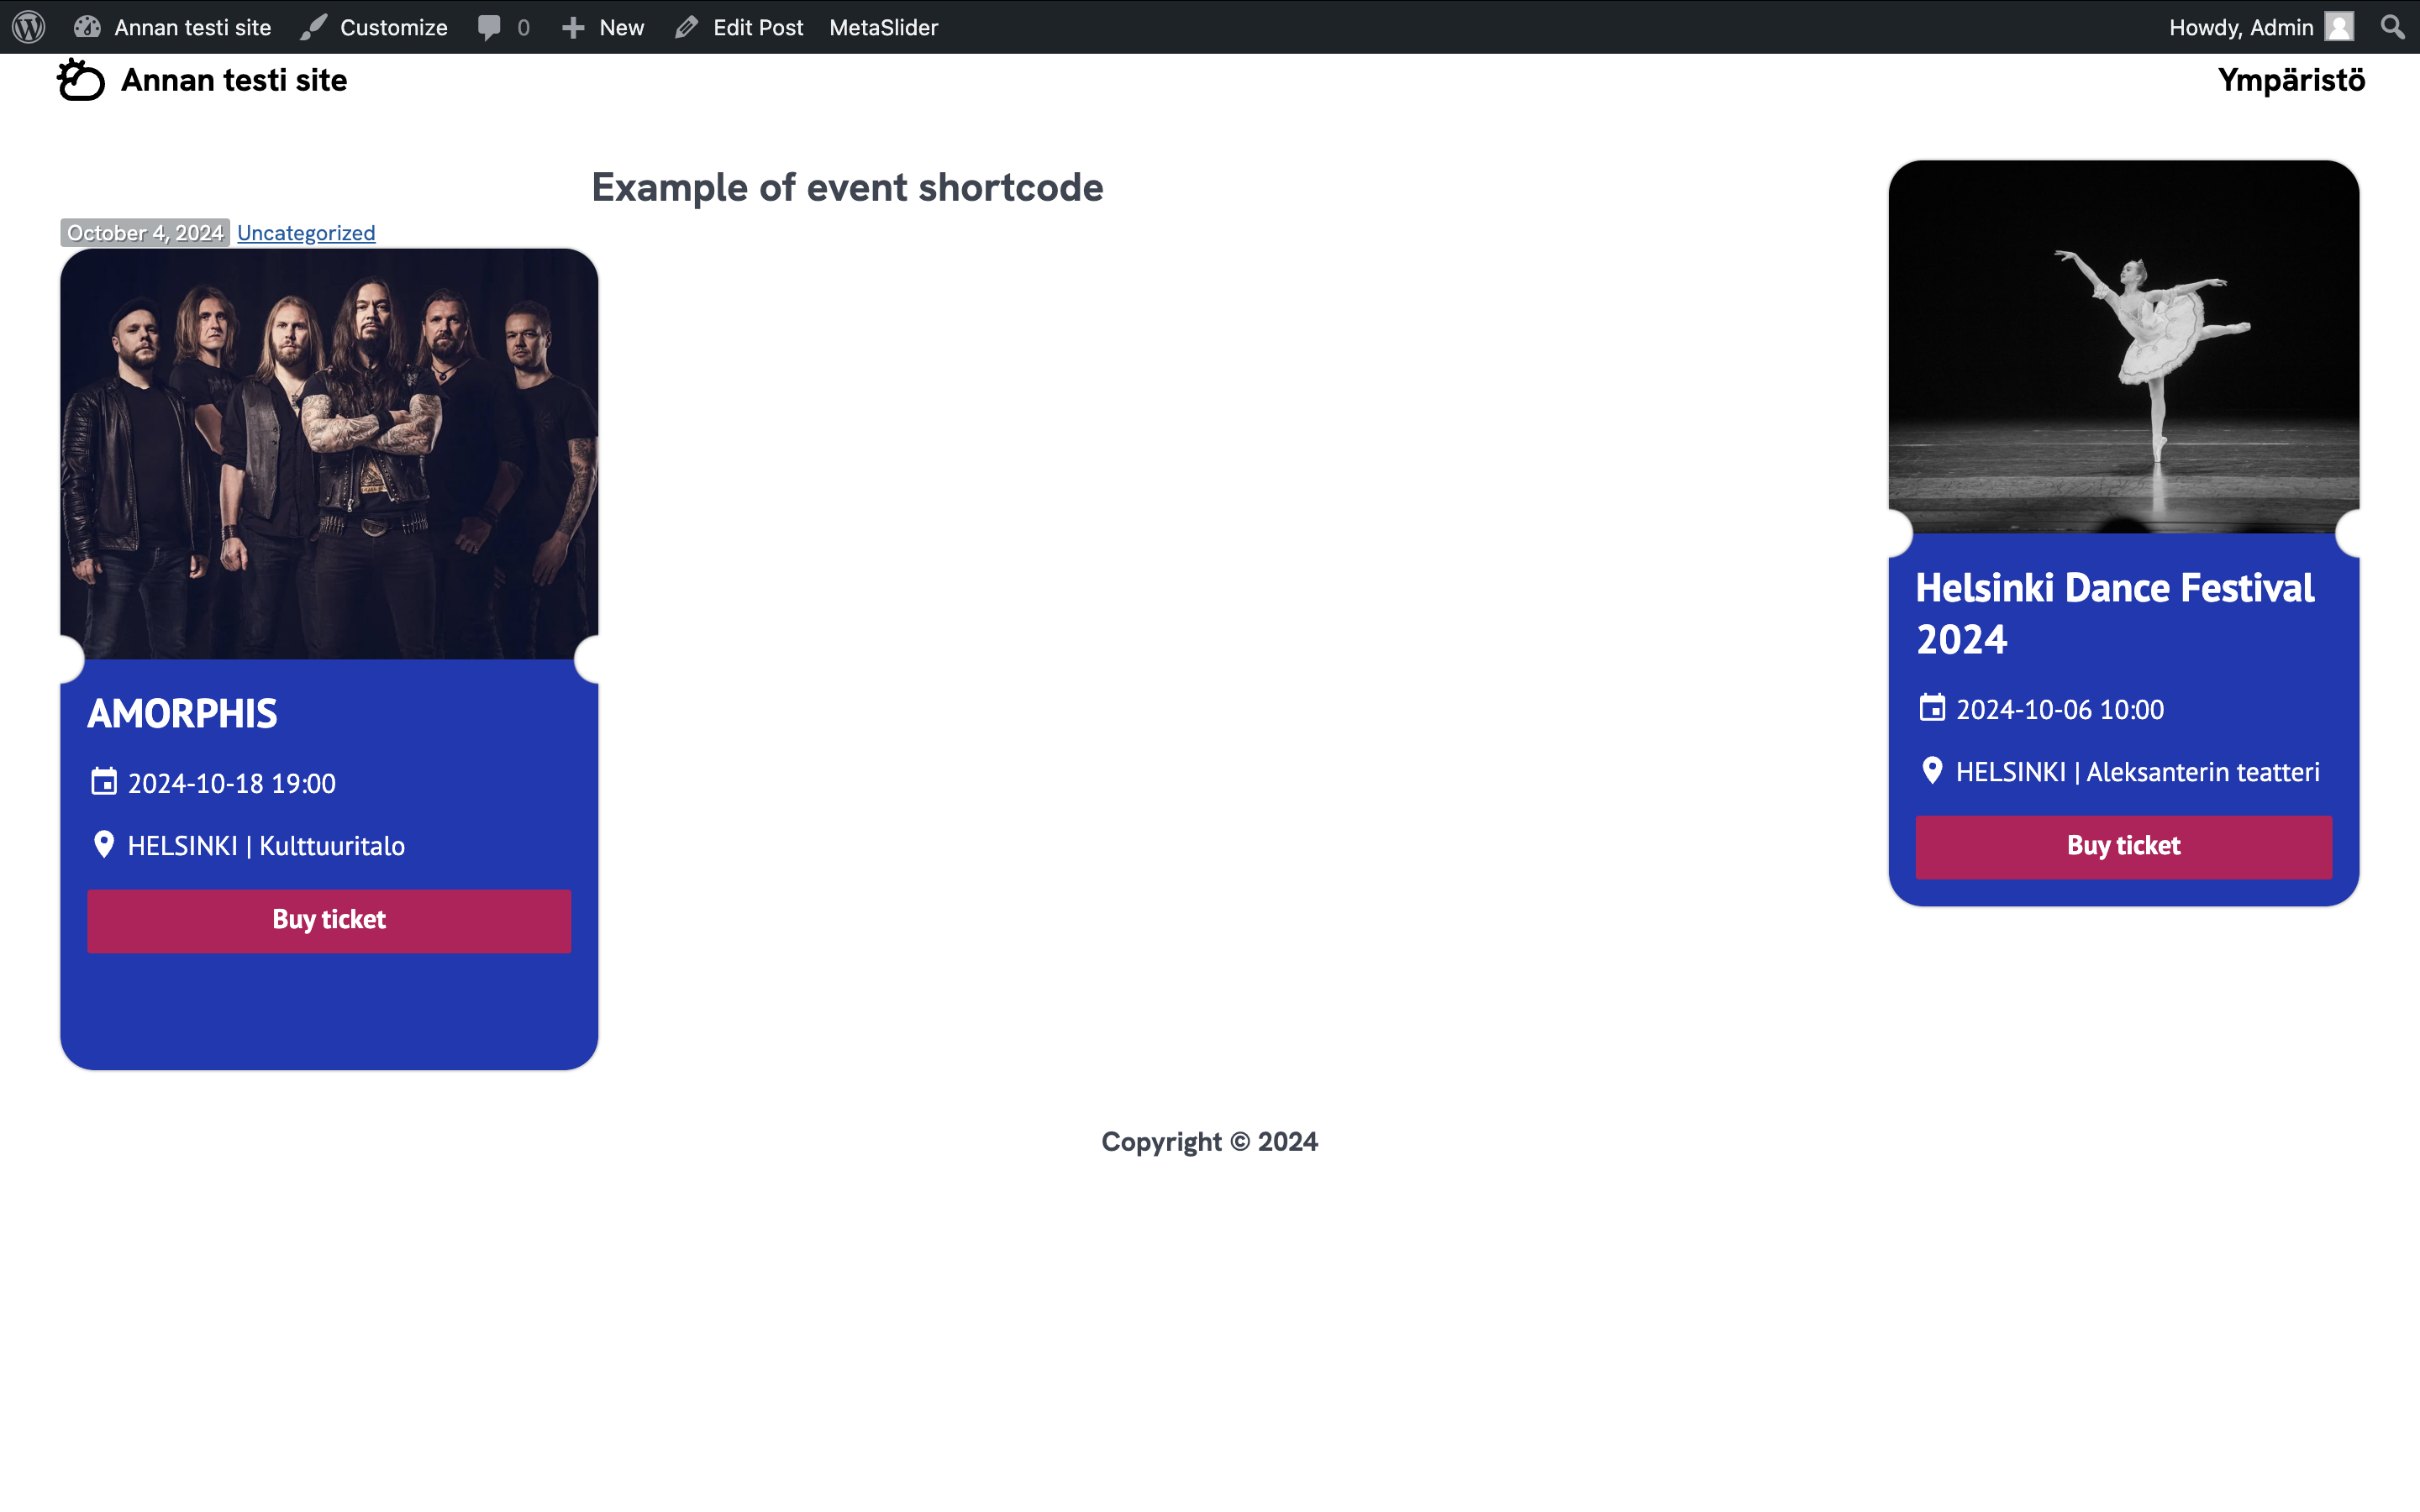 Annan testi site Customize 0 New Edit Post MetaSlider Howdy, Admin
Annan testi site Ympäristö
Example of event shortcode
October 4, 2024 Uncategorized
AMORPHIS
2024-10-18 19:00
HELSINKI | Kulttuuritalo
Buy ticket
Helsinki Dance Festival
2024
2024-10-06 10:00
HELSINKI | Aleksanterin teatteri
Buy ticket
Copyright © 2024